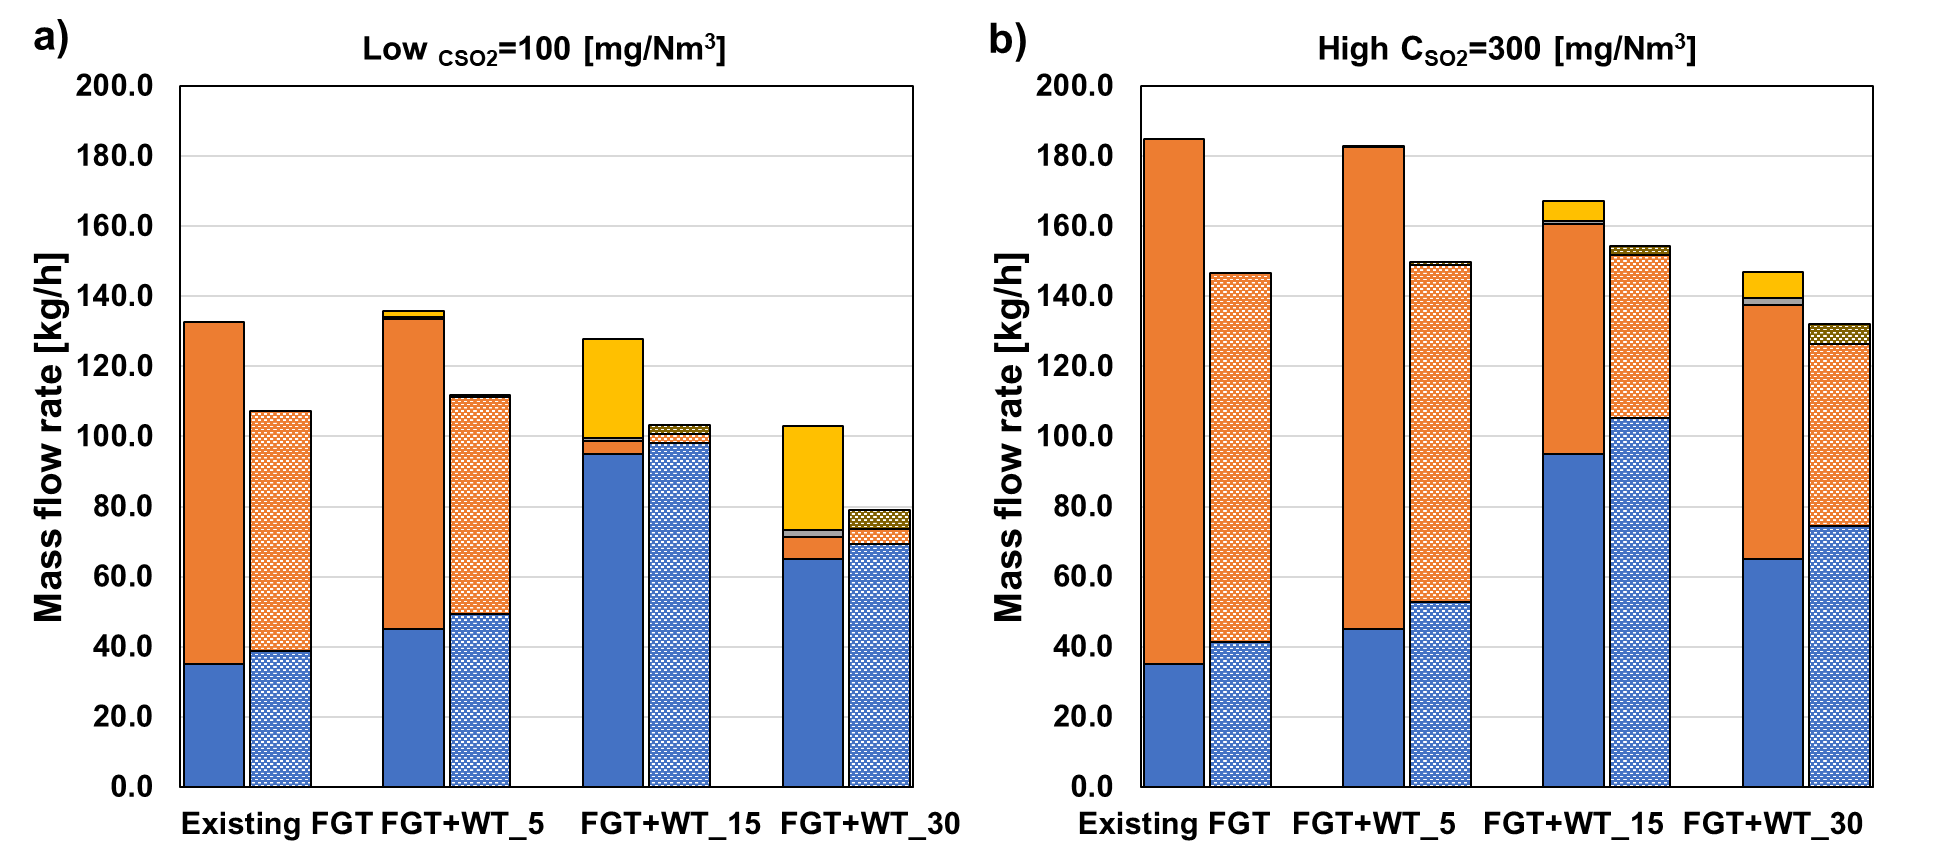 a)
Low CSO2=100 [mg/Nm³]
Mass flow rate [kg/h]
200.0
180.0
160.0
140.0
120.0
100.0
80.0
60.0
40.0
20.0
0.0
Existing FGT FGT+WT_5 FGT+WT_15 FGT+WT_30
b)
High CSO2=300 [mg/Nm³]
Mass flow rate [kg/h]
200.0
180.0
160.0
140.0
120.0
100.0
80.0
60.0
40.0
20.0
0.0
Existing FGT FGT+WT_5 FGT+WT_15 FGT+WT_30